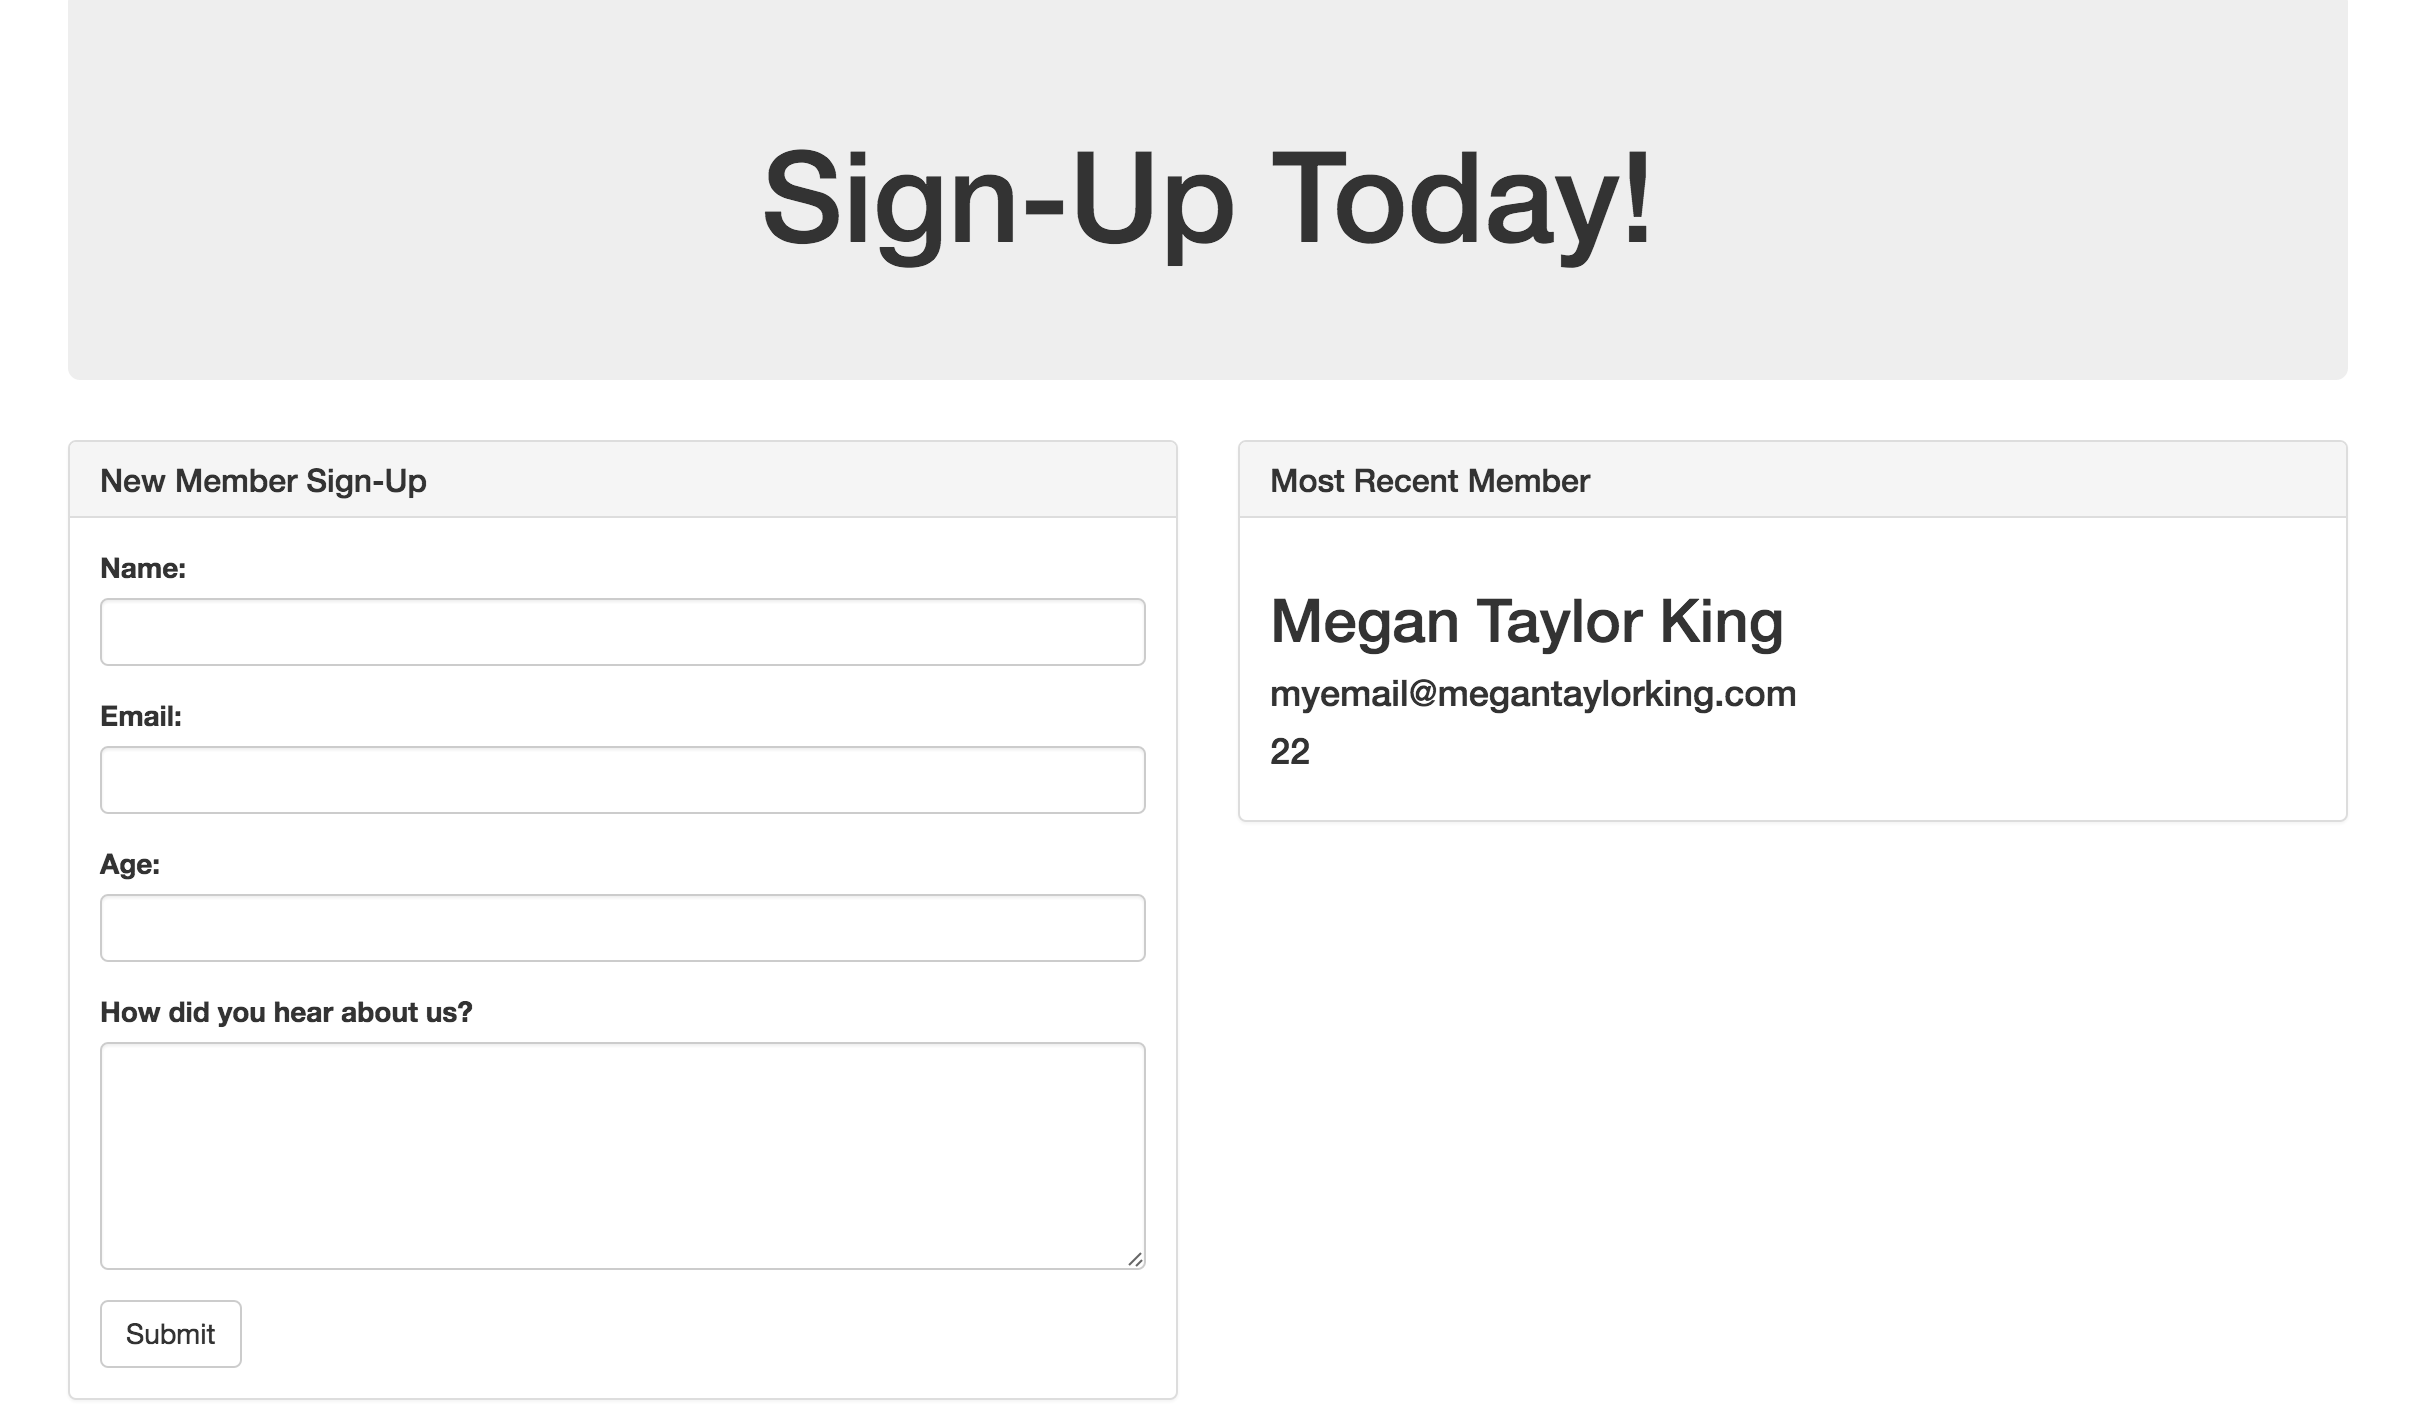 Sign-Up Today!
New Member Sign-Up
Name:
Email:
Age:
How did you hear about us?
Submit
Most Recent Member
Megan Taylor King
myemail@megantaylorking.com
22